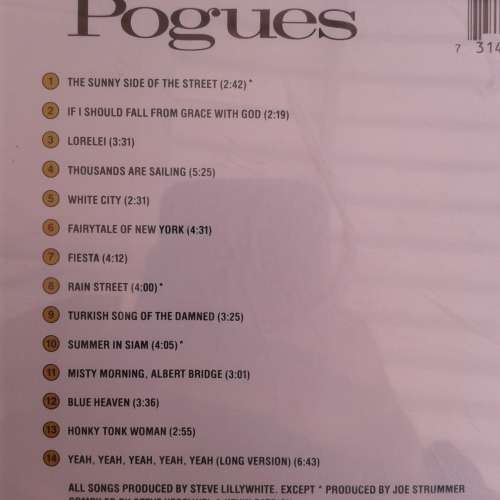 Pogues
7 314
1 THE SUNNY SIDE OF THE STREET (2:42) *
2 IF I SHOULD FALL FROM GRACE WITH GOD (2:19)
3 LORELEI (3:31)
4 THOUSANDS ARE SAILING (5:25)
5 WHITE CITY (2:31)
6 FAIRYTALE OF NEW YORK (4:31)
7 FIESTA (4:12)
8 RAIN STREET (4:00) *
9 TURKISH SONG OF THE DAMNED (3:25)
10 SUMMER IN SIAM (4:05) *
11 MISTY MORNING, ALBERT BRIDGE (3:01)
12 BLUE HEAVEN (3:36)
13 HONKY TONK WOMAN (2:55)
14 YEAH, YEAH, YEAH, YEAH, YEAH (LONG VERSION) (6:43)
ALL SONGS PRODUCED BY STEVE LILLYWHITE. EXCEPT * PRODUCED BY JOE STRUMMER